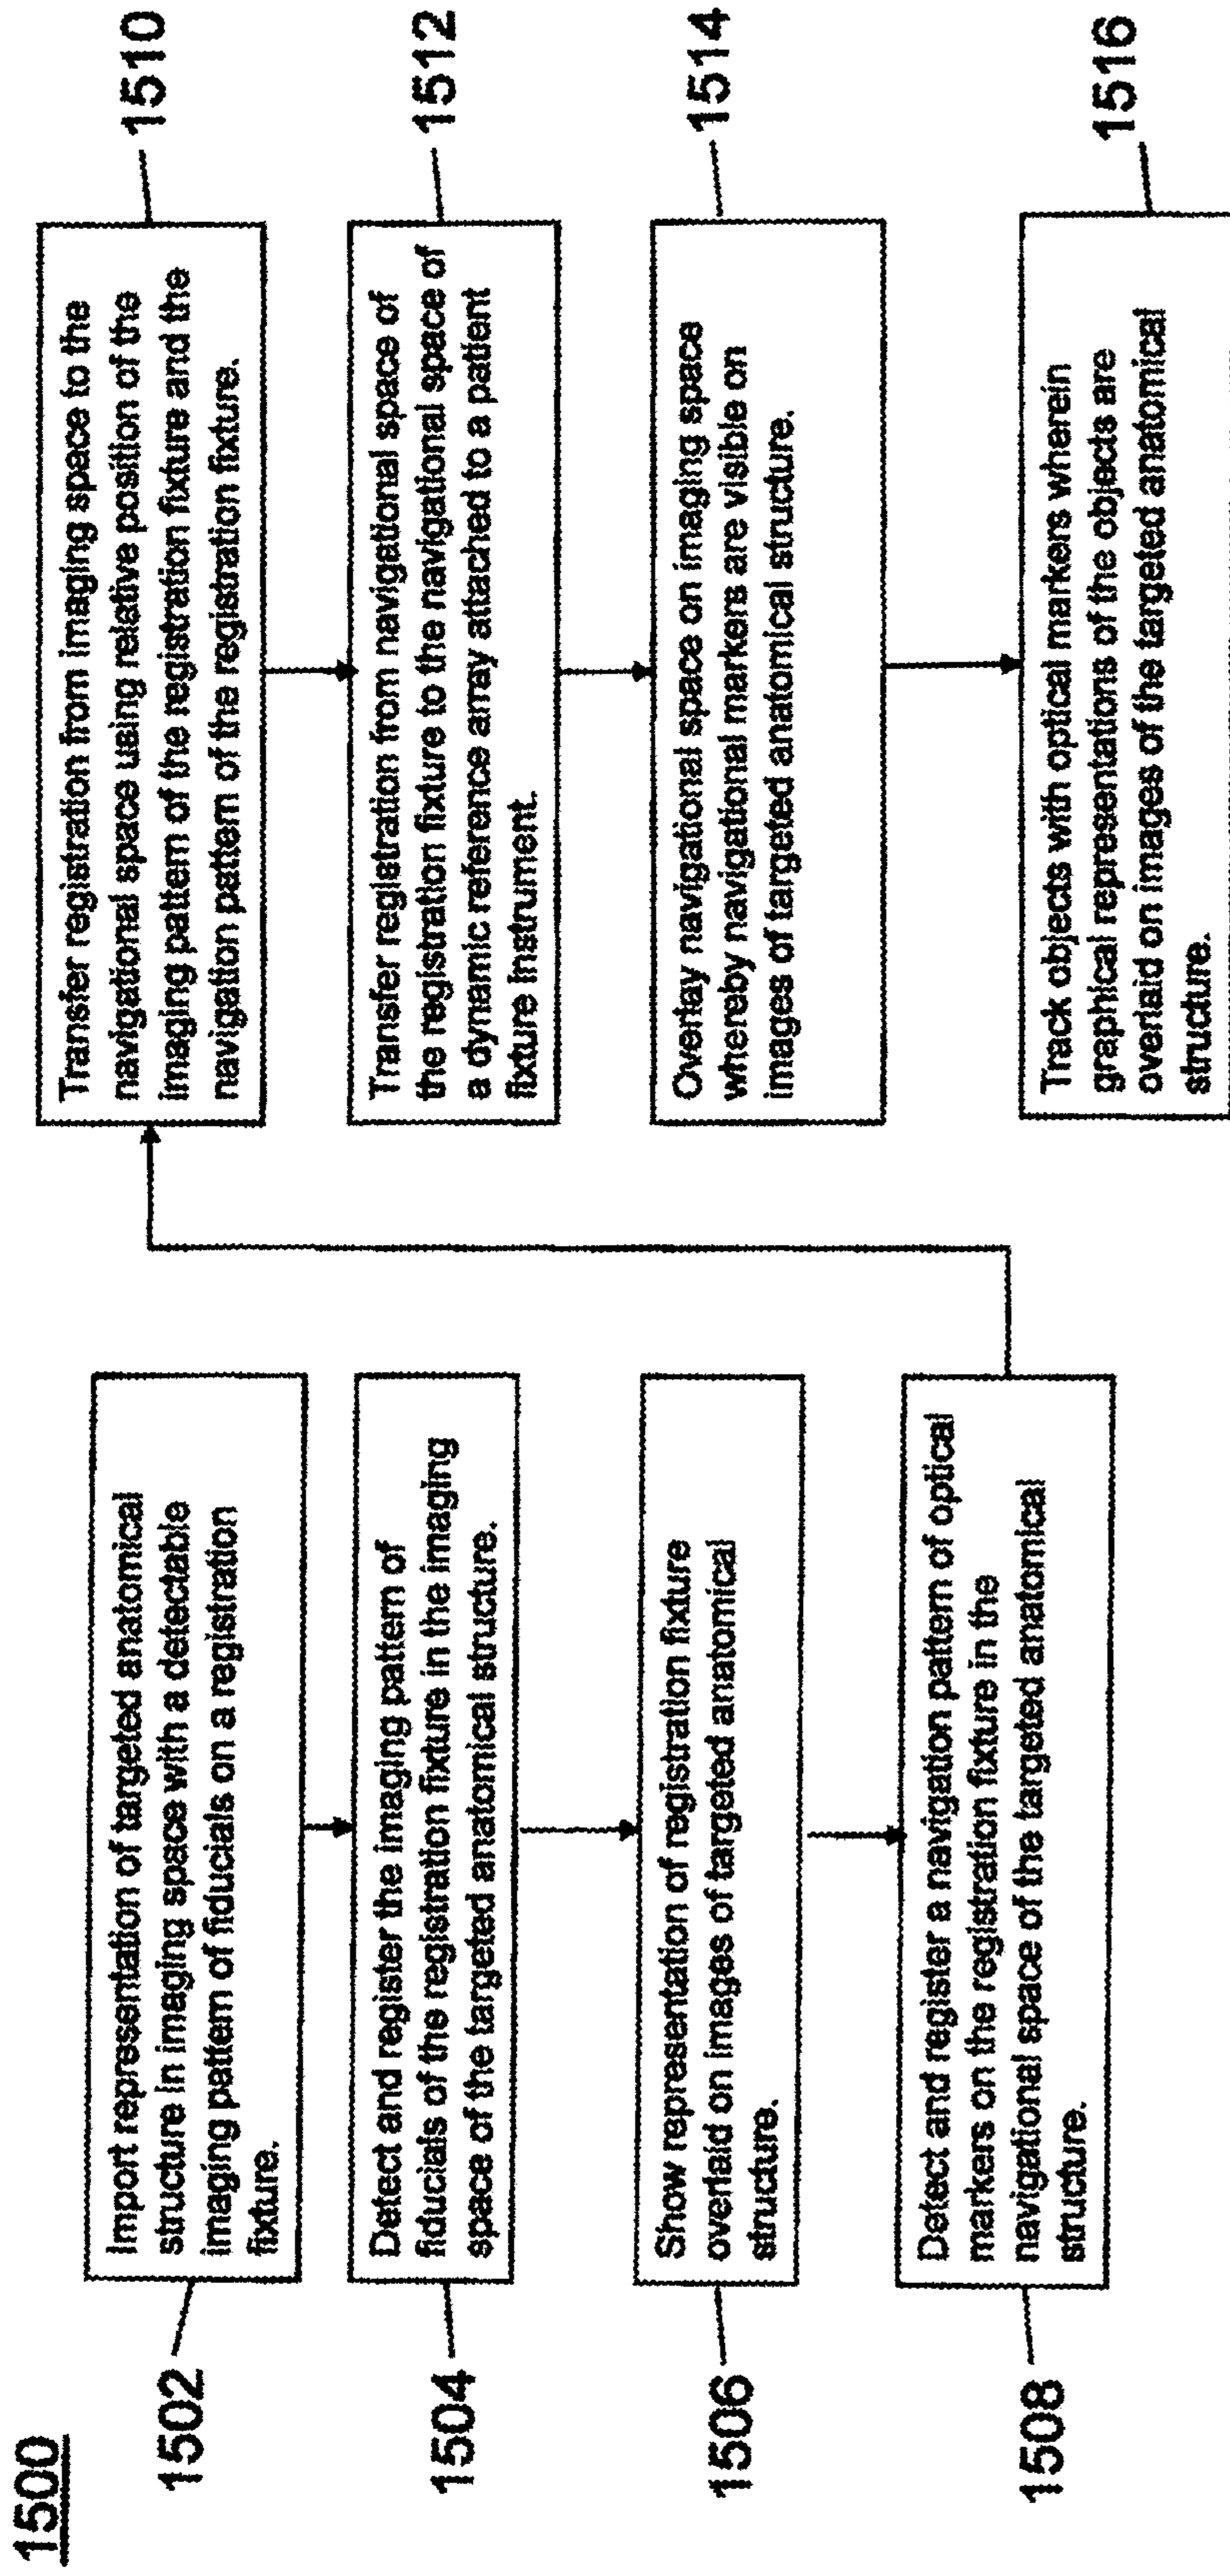 1500
1502
Import representation of targeted anatomical
structure in imaging space with a detectable
imaging pattern of fiducials on a registration
fixture.
1504
Detect and register the imaging pattern of
fiducials of the registration fixture in the imaging
space of the targeted anatomical structure.
1506
Show representation of registration fixture
overlaid on images of targeted anatomical
structure.
1508
Detect and register a navigation pattern of optical
markers on the registration fixture in the
navigational space of the targeted anatomical
structure.
1510
Transfer registration from imaging space to the
navigational space using relative position of the
imaging pattern of the registration fixture and the
navigation pattern of the registration fixture.
1512
Transfer registration from navigational space of
the registration fixture to the navigational space of
a dynamic reference array attached to a patient
fixture instrument.
1514
Overlay navigational space on imaging space
whereby navigational markers are visible on
images of targeted anatomical structure.
1516
Track objects with optical markers wherein
graphical representations of the objects are
overlaid on images of the targeted anatomical
structure.